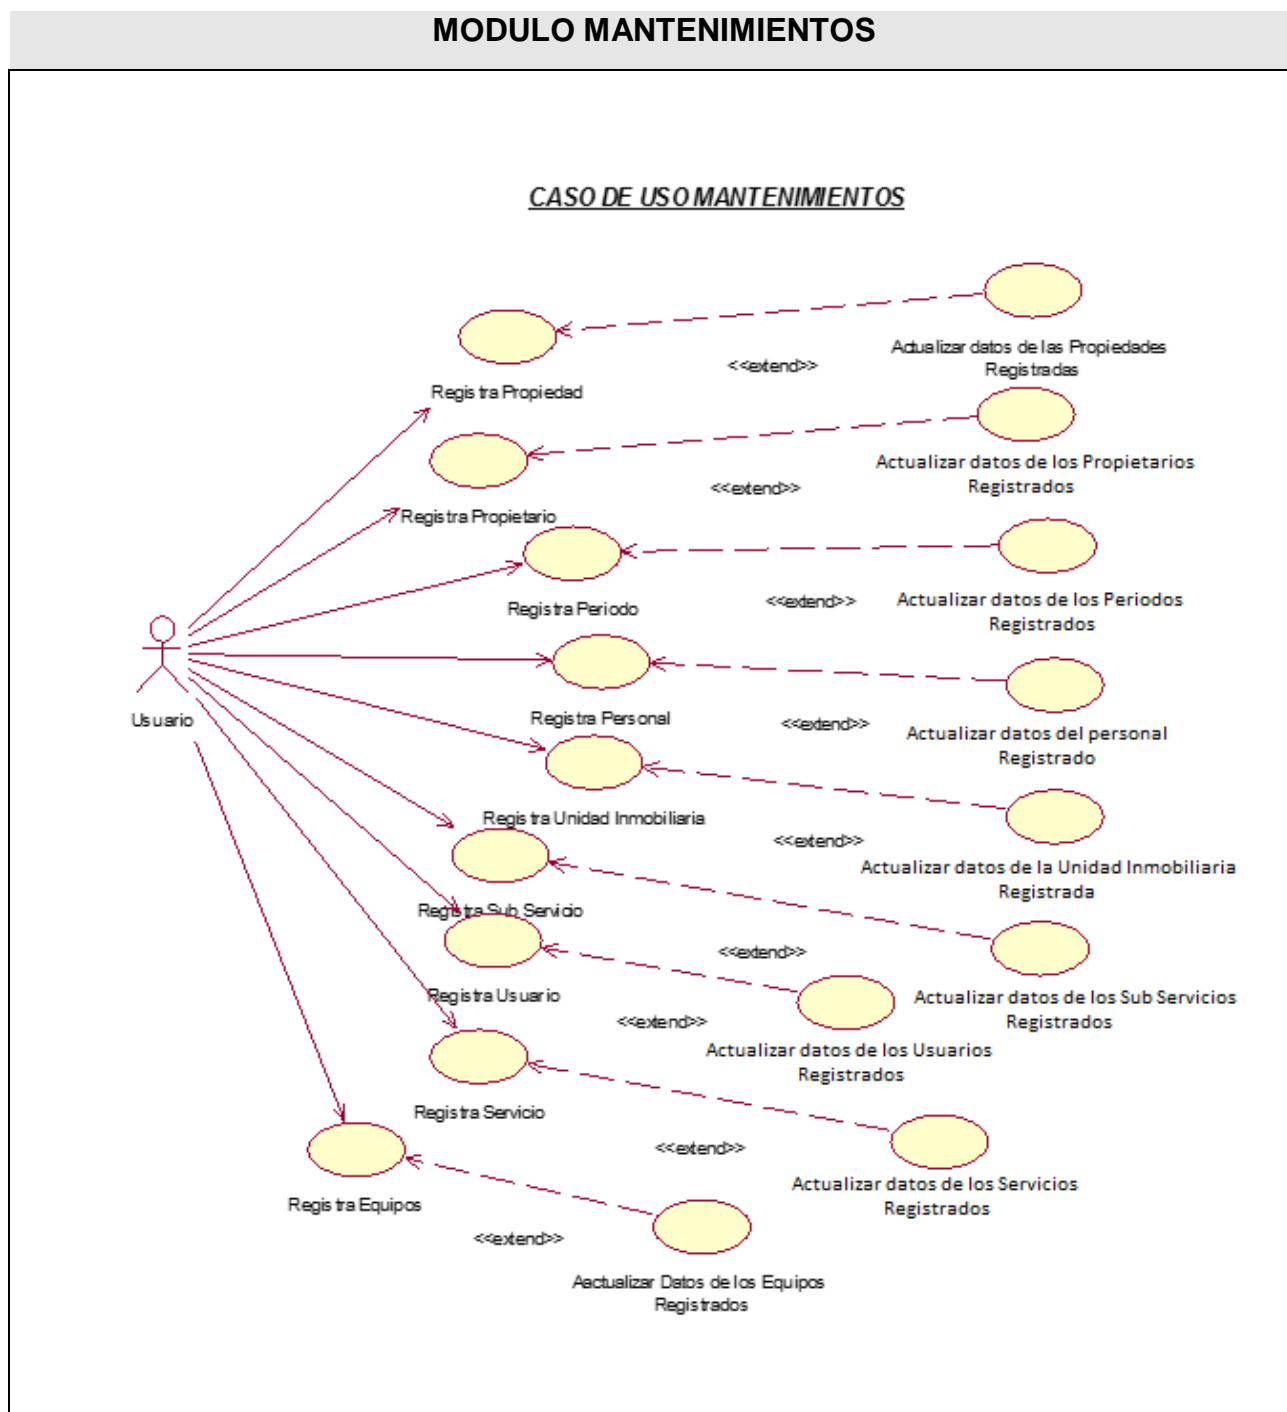 MODULO MANTENIMIENTOS
CASO DE USO MANTENIMIENTOS
Registra Propiedad
<<extend>>
Actualizar datos de las Propiedades
Registradas
Registra Propietario
<<extend>>
Actualizar datos de los Propietarios
Registrados
Registra Periodo
<<extend>>
Actualizar datos de los Periodos
Registrados
Usuario
Registra Personal
<<extend>>
Actualizar datos del personal
Registrado
Registra Unidad Inmobiliaria
<<extend>>
Actualizar datos de la Unidad Inmobiliaria
Registrada
Registra Sub Servicio
<<extend>>
Actualizar datos de los Sub Servicios
Registrados
Registra Usuario
<<extend>>
Actualizar datos de los Usuarios
Registrados
Registra Servicio
<<extend>>
Actualizar datos de los Servicios
Registrados
Registra Equipos
<<extend>>
Aactualizar Datos de los Equipos
Registrados